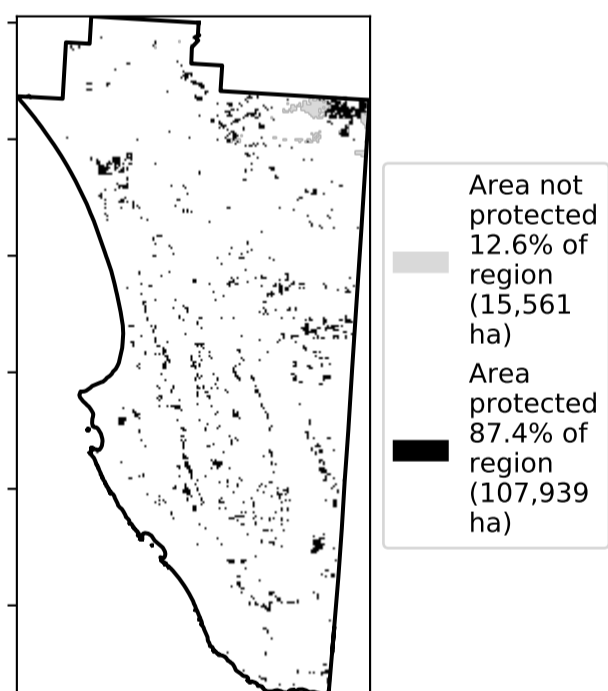 Area not
protected
12.6% of
region
(15,561
ha)
Area
protected
87.4% of
region
(107,939
ha)